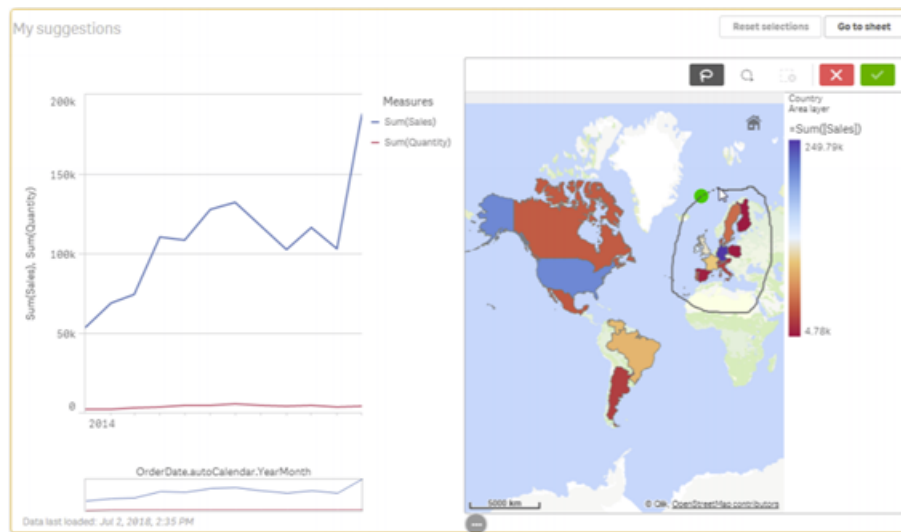 My suggestions
Reset selections
Go to sheet
200k
150k
100k
50k
0
Sum(Sales), Sum(Quantity)
2014
Measures
Sum(Sales)
Sum(Quantity)
OrderDate.autoCalendar.YearMonth
Data last loaded: Jul 2, 2018, 2:35 PM
Country
Area layer
=Sum([Sales])
249.79k
4.78k
5000 km
© Qlik, OpenStreetMap contributors